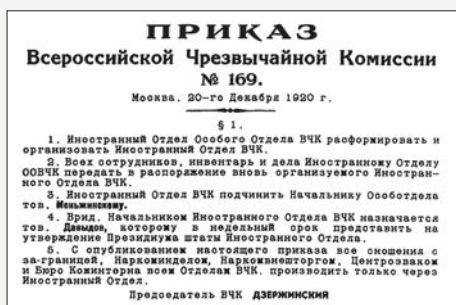 ПРИКАЗ
Всероссийской Чрезвычайной Комиссии
№ 169.
Москва. 20-го Декабря 1920 г.
§ 1.
1. Иностранный Отдел Особого Отдела ВЧК расформировать и
организовать Иностранный Отдел ВЧК.
2. Всех сотрудников, инвентарь и дела Иностранному Отделу
ООВЧК передать в распоряжение вновь организуемого Иностран-
ного Отдела ВЧК.
3. Иностранный Отдел ВЧК подчинить Начальнику Особотдела
тов. Меньжинскому.
4. Врид. Начальником Иностранного Отдела ВЧК назначается
тов. Давыдов, которому в недельный срок представить на
утверждение Президиума штаты Иностранного Отдела.
5. С опубликованием настоящего приказа все сношения с
за-границей, Наркоминделом, Наркомвнешторгом, Центроэваком
и Бюро Коминтерна всем Отделам ВЧК. производить только через
Иностранный Отдел.
Председатель ВЧК ДЗЕРЖИНСКИЙ